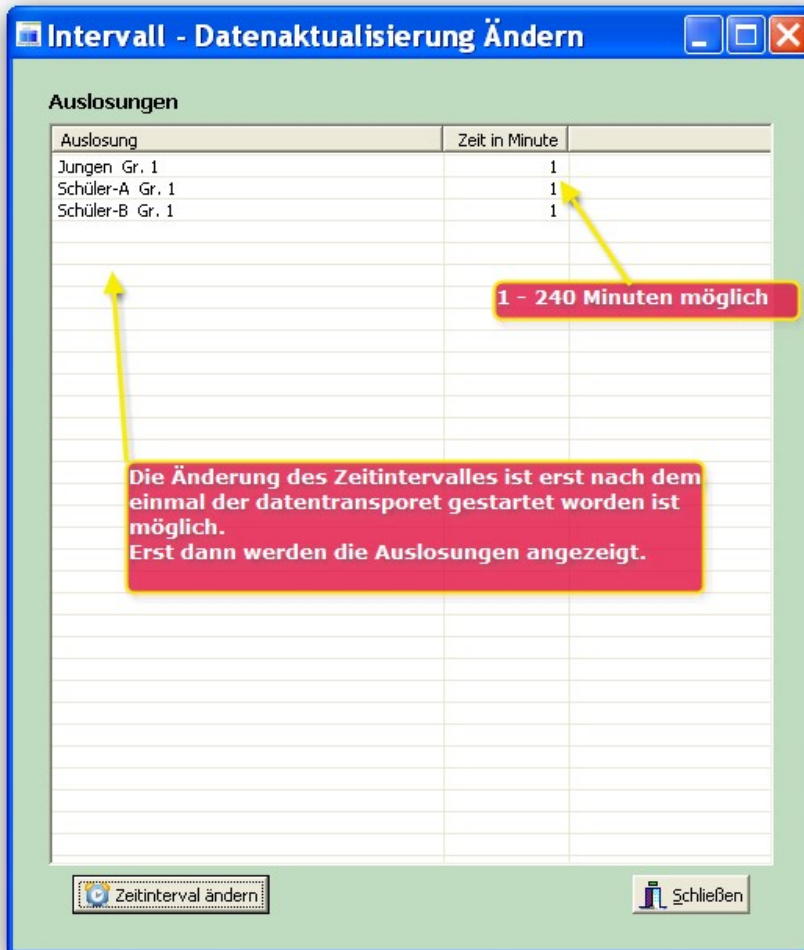 Intervall - Datenaktualisierung Ändern
Auslosungen
Auslosung Zeit in Minute
Jungen Gr. 1 1
Schüler-A Gr. 1 1
Schüler-B Gr. 1 1
1 - 240 Minuten möglich
Die Änderung des Zeitintervalles ist erst nach dem
einmal der datentransporet gestartet worden ist
möglich.
Erst dann werden die Auslosungen angezeigt.
Zeitinterval ändern Schließen